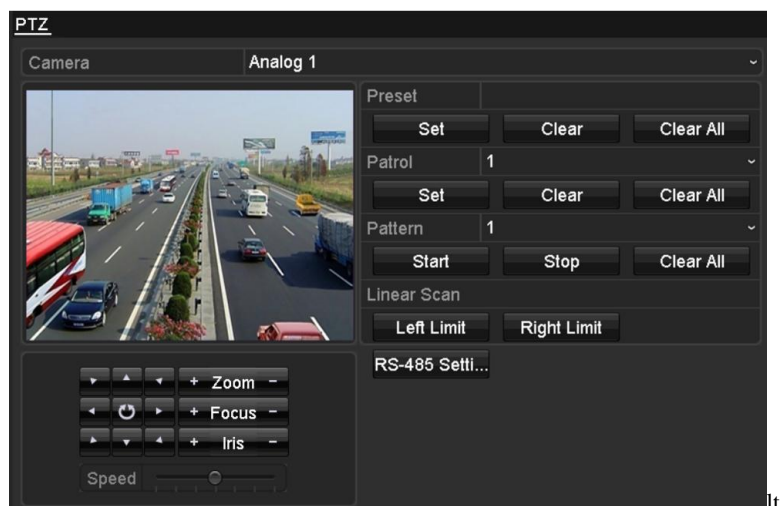 PTZ
Camera Analog 1
Preset
Set Clear Clear All
Patrol 1
Set Clear Clear All
Pattern 1
Start Stop Clear All
Linear Scan
Left Limit Right Limit
RS-485 Setti...
+ Zoom -
+ Focus -
+ Iris -
Speed
lt